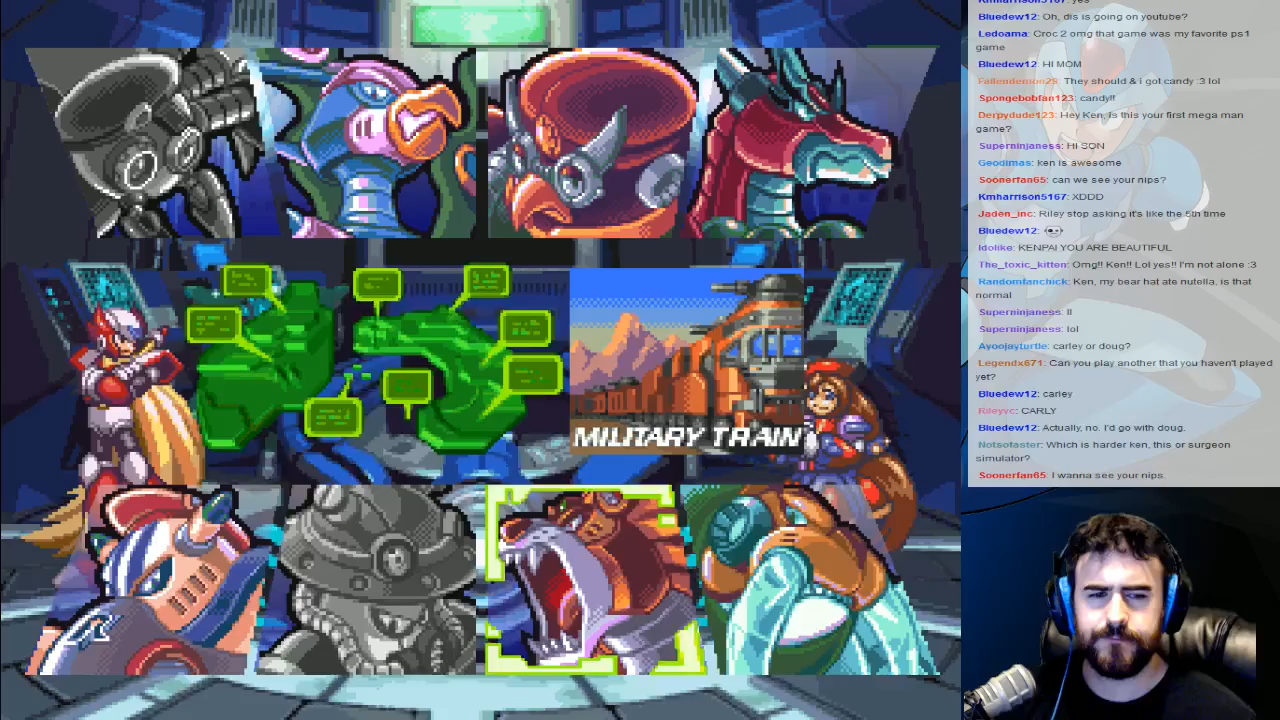 Kmharrison5167: yes
Bluedew12: Oh, dis is going on youtube?
Ledoama: Croc 2 omg that game was my favorite ps1
game
Bluedew12: HI MOM
Fallendemon25: They should & i got candy :3 lol
Spongebobfan123: candy!!
Derpydude123: Hey Ken, Is this your first mega man
game?
Superninjaness: HI SON
Geodimas: ken is awesome
Soonerfan65: can we see your nips?
Kmharrison5167: XDDD
Jaden_inc: Riley stop asking it's like the 5th time
Bluedew12:
Idolike: KENPAI YOU ARE BEAUTIFUL
The_toxic_kitten: Omg!! Ken!! Lol yes!! I'm not alone :3
Randomfanchick: Ken, my bear hat ate nutella, is that
normal
Superninjaness: ll
Superninjaness: lol
Ayoojayturtle: carley or doug?
Legendx671: Can you play another that you haven't played
yet?
Bluedew12: carley
Rileyvc: CARLY
Bluedew12: Actually, no. I'd go with doug.
Notsofaster: Which is harder ken, this or surgeon
simulator?
Soonerfan65: I wanna see your nips.
MILITARY TRAIN